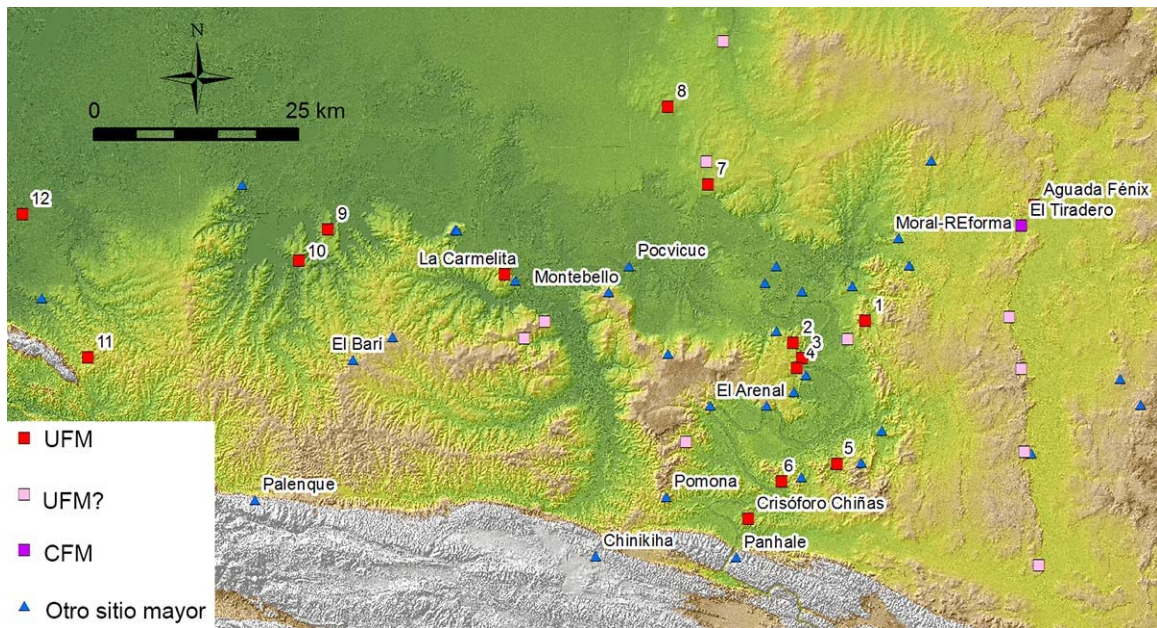 N
0 25 km
8
7
12
9
Aguada Fénix
El Tiradero
Moral-REforma
10
La Carmelita
Pocvicuc
Montebello
1
2
3
4
11
El Barí
El Arenal
5
6
UFM
UFM?
CFM
Otro sitio mayor
Palenque
Pomona
Crisóforo Chiñas
Chinikiha
Panhale